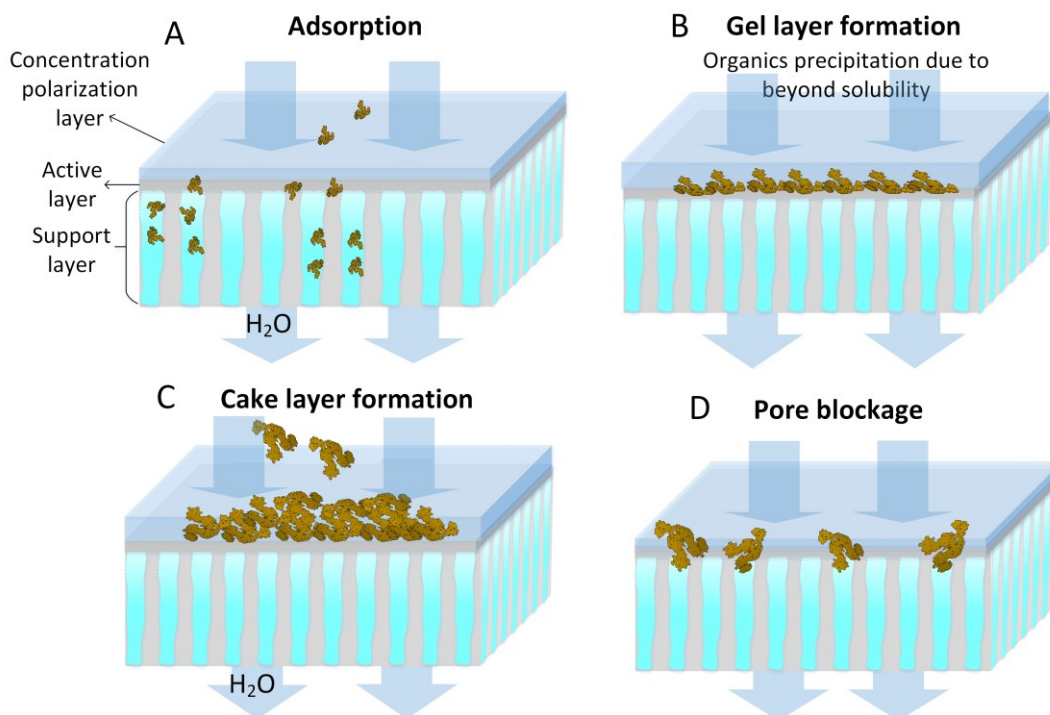 A
Adsorption
Concentration
polarization
layer
Active
layer
Support
layer
H₂O
B
Gel layer formation
Organics precipitation due to
beyond solubility
C
Cake layer formation
H₂O
D
Pore blockage